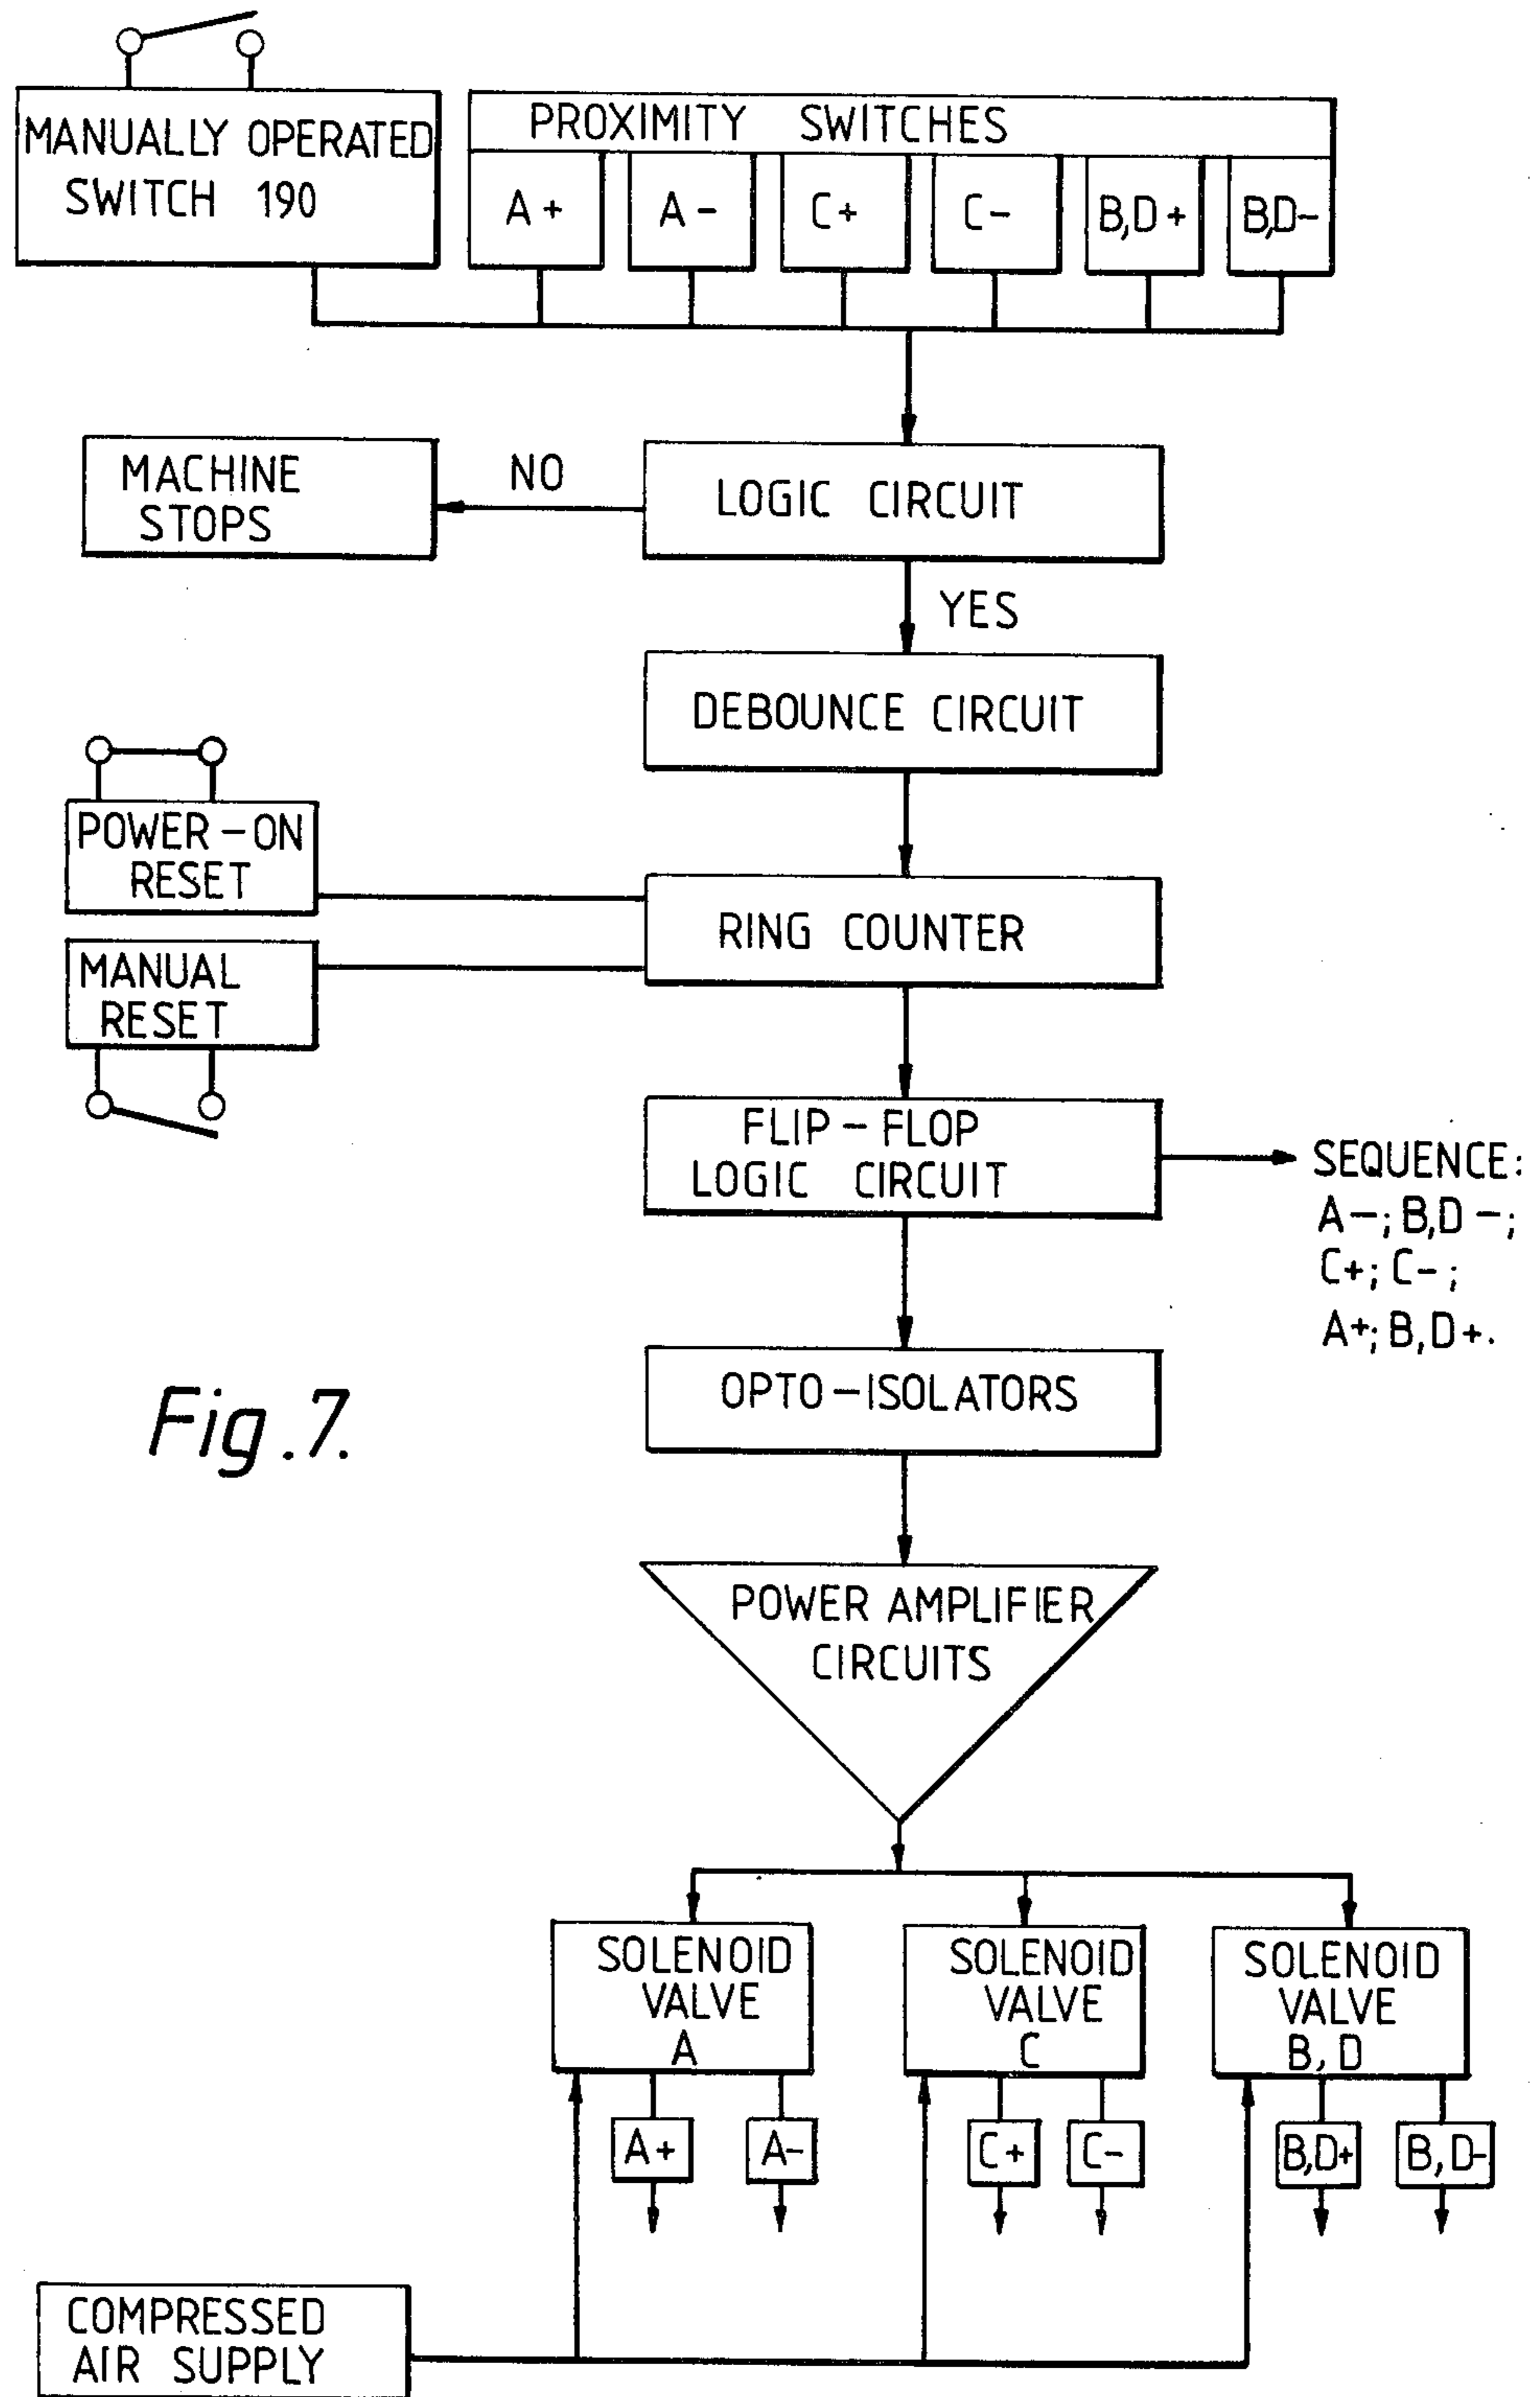 MANUALLY OPERATED
SWITCH 190
PROXIMITY SWITCHES
A+
A-
C+
C-
B,D+
B,D-
MACHINE
STOPS
NO
LOGIC CIRCUIT
YES
DEBOUNCE CIRCUIT
POWER-ON
RESET
MANUAL
RESET
RING COUNTER
FLIP-FLOP
LOGIC CIRCUIT
SEQUENCE:
A-; B,D-;
C+; C-;
A+; B,D+.
OPTO-ISOLATORS
Fig.7.
POWER AMPLIFIER
CIRCUITS
SOLENOID
VALVE
A
SOLENOID
VALVE
C
SOLENOID
VALVE
B, D
A+
A-
C+
C-
B,D+
B,D-
COMPRESSED
AIR SUPPLY